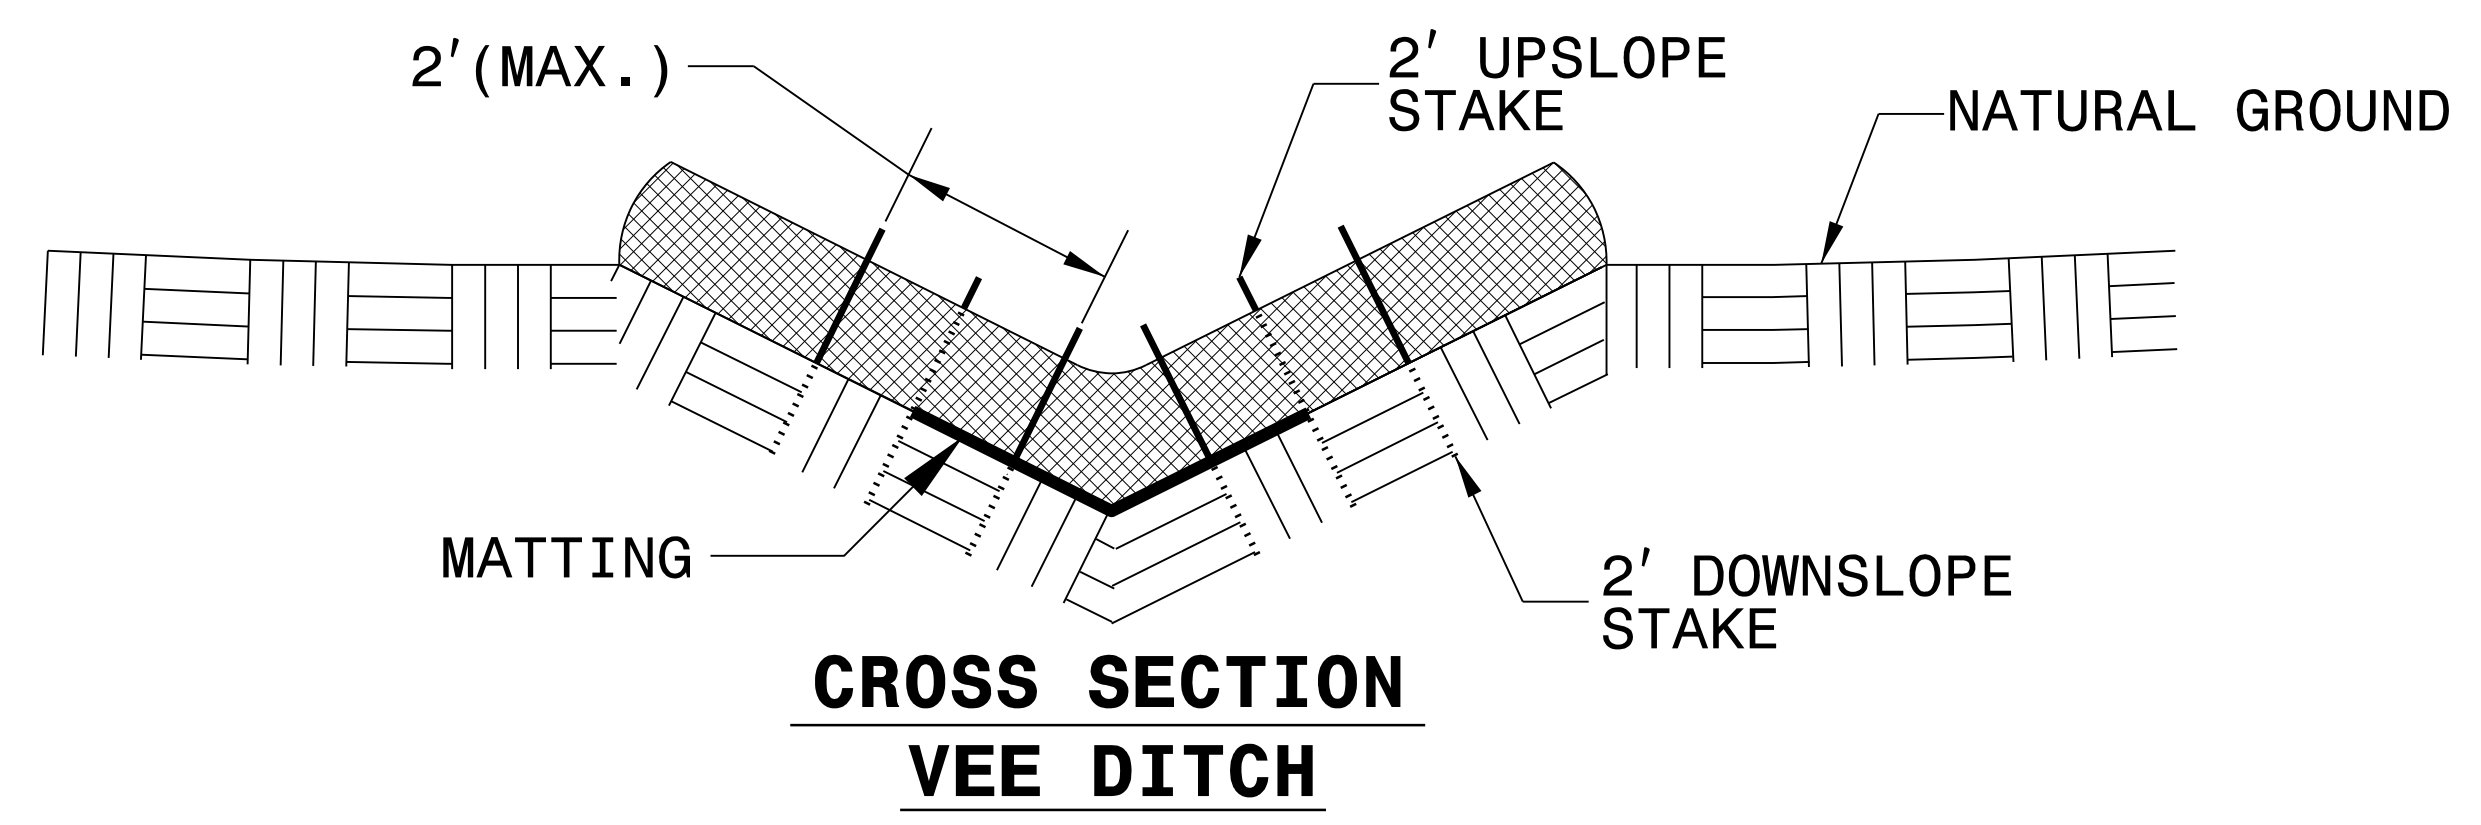 2'(MAX.)
2' UPSLOPE
STAKE
NATURAL GROUND
MATTING
2' DOWNSLOPE
STAKE
CROSS SECTION
VEE DITCH